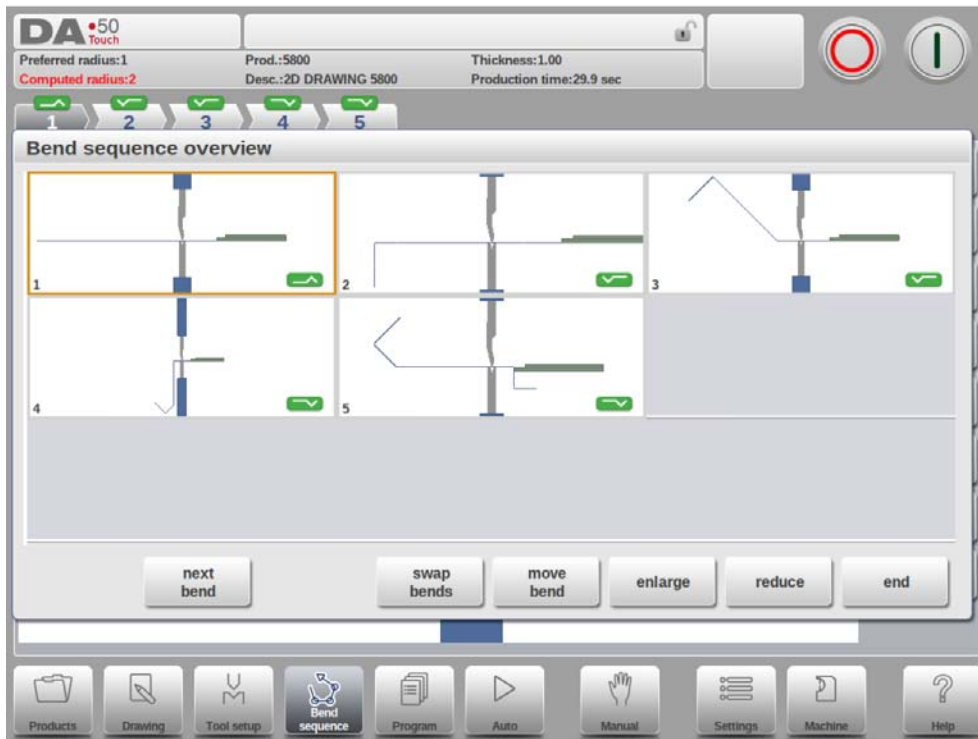 DA•50
Touch
Preferred radius:1 Prod.:5800 Thickness:1.00
Computed radius:2 Desc.:2D DRAWING 5800 Production time:29.9 sec
1 2 3 4 5
Bend sequence overview
1 2 3
4 5
next bend swap bends move bend enlarge reduce end
Products Drawing Tool setup Bend sequence Program Auto Manual Settings Machine Help